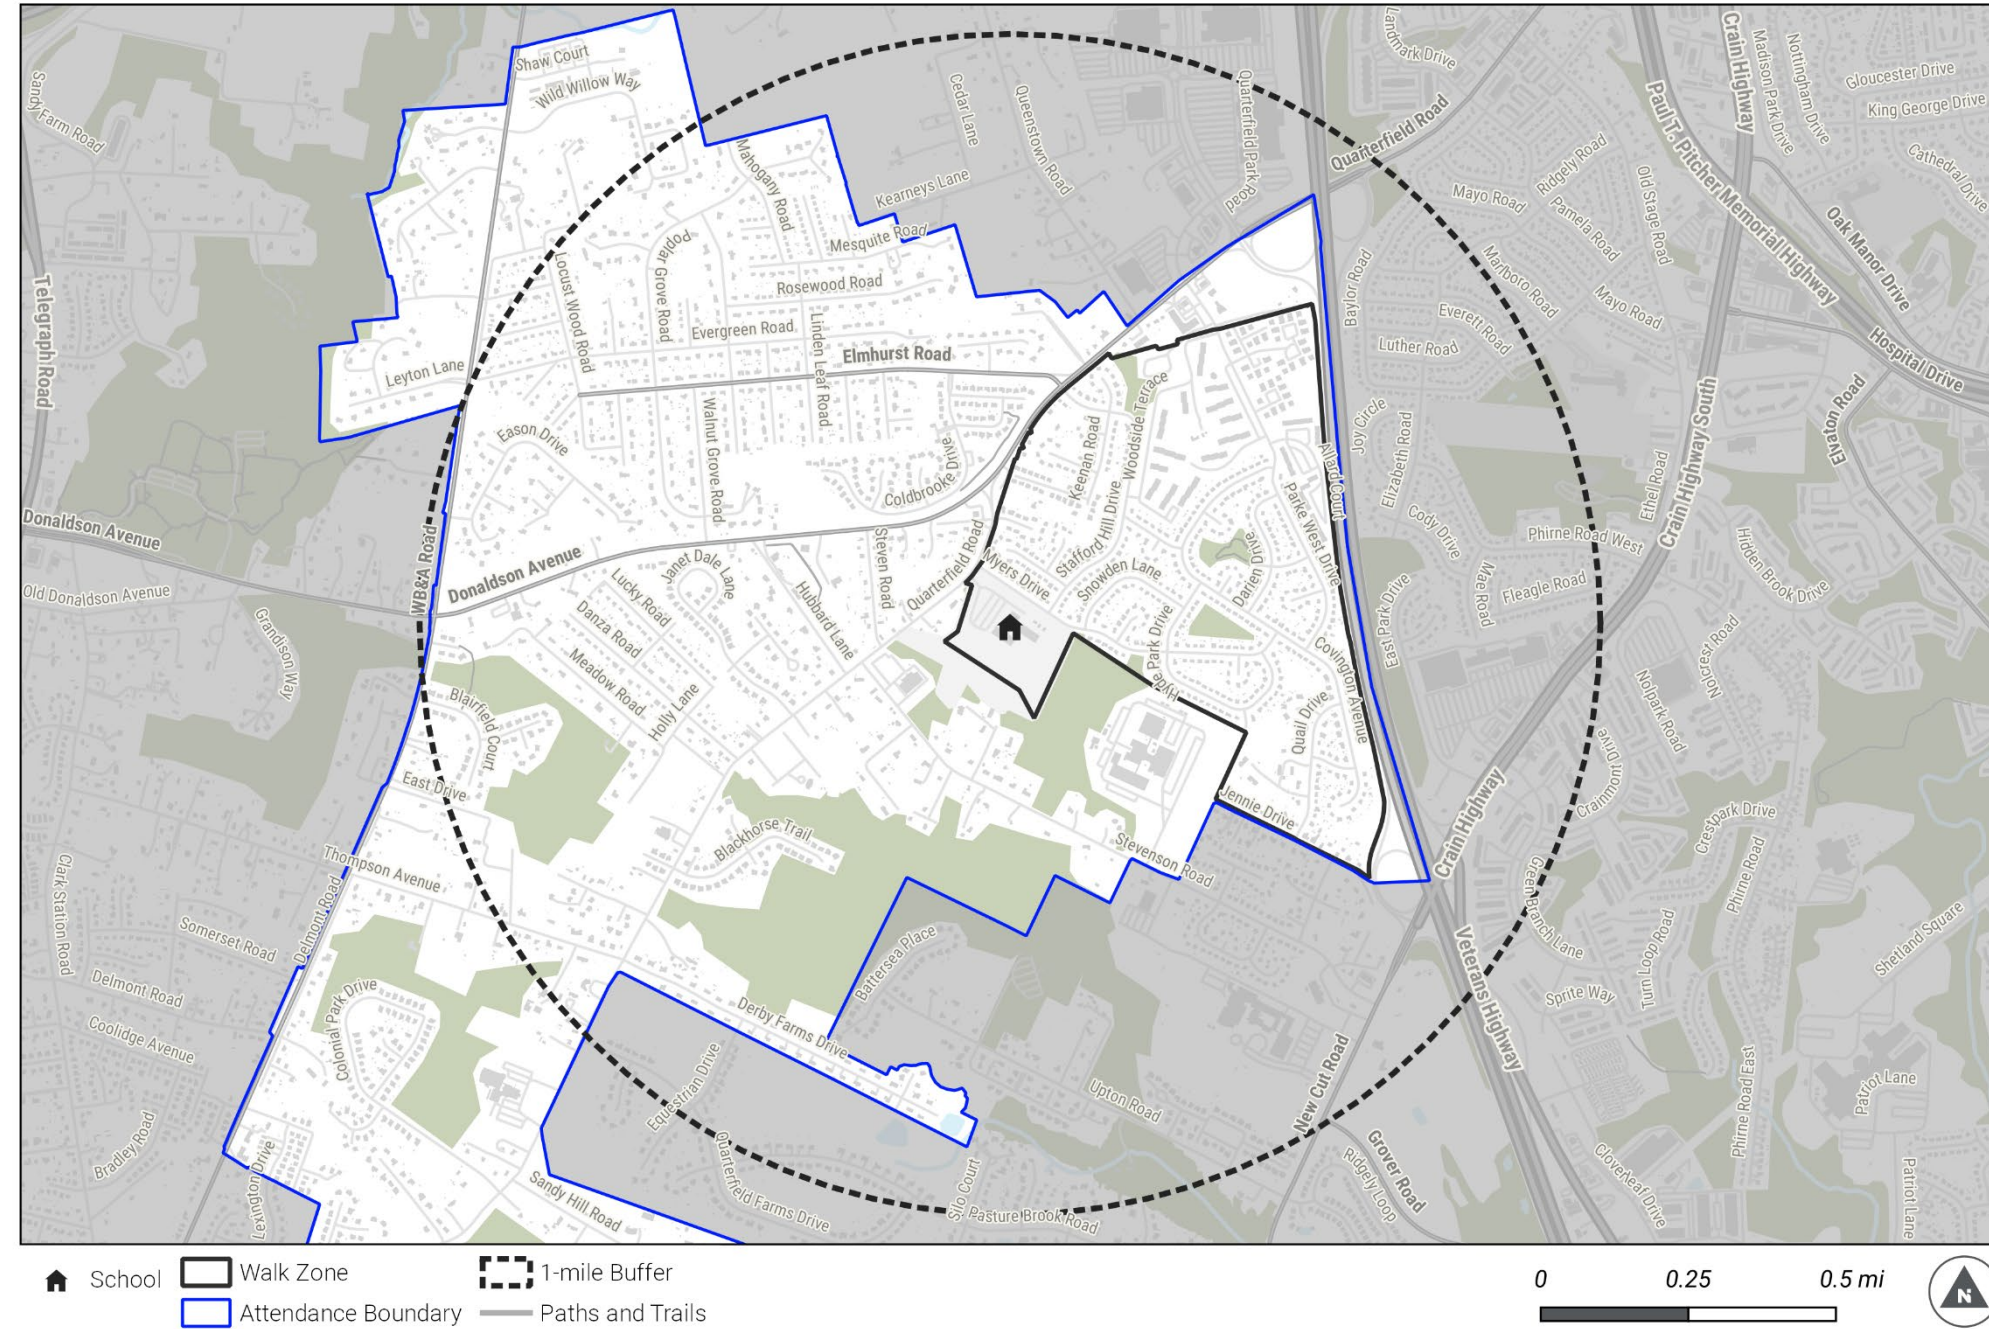 Shaw Court
Wild Willow Way
Sandy Farm Road
Cedar Lane
Queenstown Road
Quarterfield Park Road
Landmark Drive
Quarterfield Road
Crain Highway
Madison Park Drive
Nottingham Drive
Gloucester Drive
King George Drive
Cathedral Drive
Paul T. Pitcher Memorial Highway
Mahogany Road
Kearneys Lane
Mesquite Road
Mayo Road
Ridgely Road
Pamela Road
Old Stage Road
Oak Manor Drive
Telegraph Road
Locust Wood Road
Poplar Grove Road
Rosewood Road
Evergreen Road
Linden Leaf Road
Elmhurst Road
Leyton Lane
Baylor Road
Marlboro Road
Mayo Road
Everett Road
Luther Road
Hospital Drive
Elvaton Road
Eason Drive
Walnut Grove Road
Coldbrooke Drive
Keenan Road
Woodside Terrace
Joy Circle
Elizabeth Road
Allard Court
Parke West Drive
Cody Drive
Ethel Road
Crain Highway South
Phirne Road West
Hidden Brook Drive
Donaldson Avenue
Old Donaldson Avenue
WB&A Road
Donaldson Avenue
Janet Dale Lane
Lucky Road
Danza Road
Meadow Road
Holly Lane
Hubbard Lane
Steven Road
Quarterfield Road
Myers Drive
Stafford Hill Drive
Snowden Lane
Darien Drive
Hyde Park Drive
Covington Avenue
Quail Drive
East Park Drive
Mae Road
Fleagle Road
Nolcrest Road
Nolpark Road
Grandison Way
Blairfield Court
East Drive
Blackhorse Trail
Stevenson Road
Jennie Drive
Crain Highway
Crainmont Drive
Crestpark Drive
Phirne Road
Thompson Avenue
Delmont Road
Clark Station Road
Somerset Road
Delmont Road
Coolidge Avenue
Colonial Park Drive
Battersea Place
Derby Farms Drive
Green Branch Lane
Turn Loop Road
Sprite Way
Shetland Square
Veterans Highway
Equestrian Drive
Upton Road
New Cut Road
Phirne Road East
Patriot Lane
Bradley Road
Lexington Drive
Sandy Hill Road
Quarterfield Farms Drive
Silo Court
Pasture Brook Road
Ridgely Loop
Grover Road
Cloverleaf Drive
Patriot Lane
School
Walk Zone
1-mile Buffer
Attendance Boundary
Paths and Trails
0 0.25 0.5 mi
N